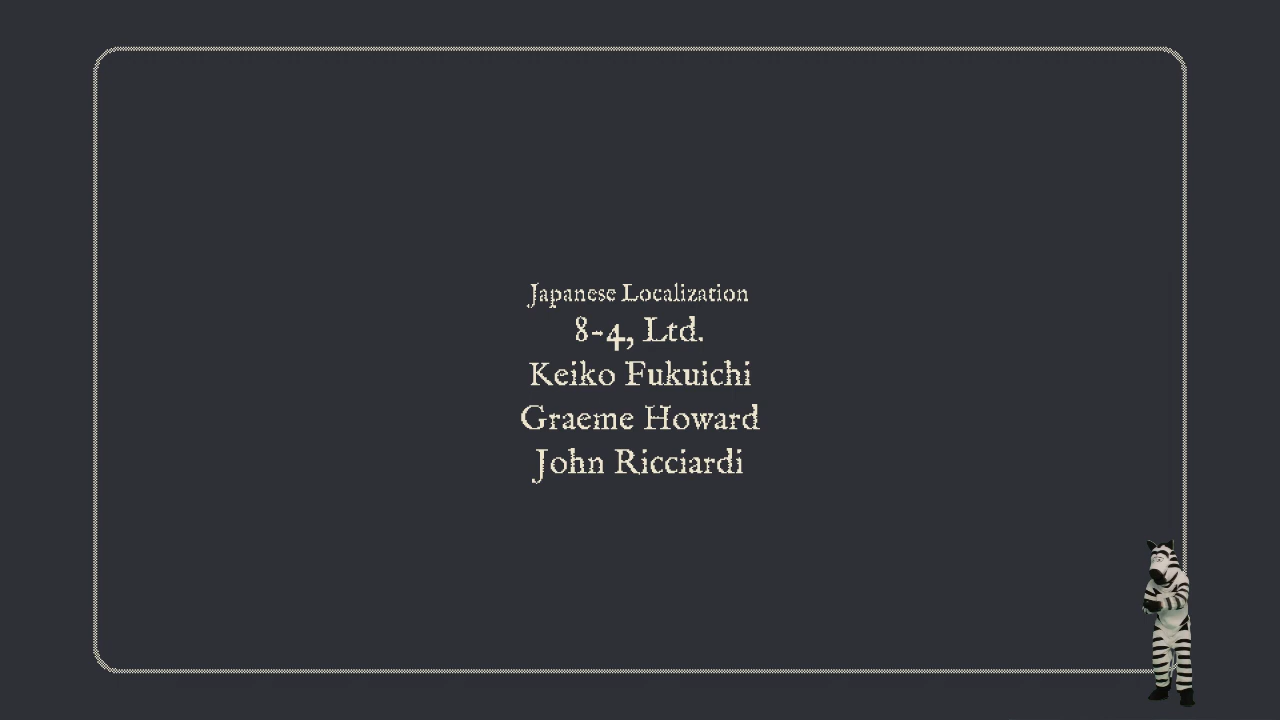 Japanese Localization
8-4, Ltd.
Keiko Fukuichi
Graeme Howard
John Ricciardi